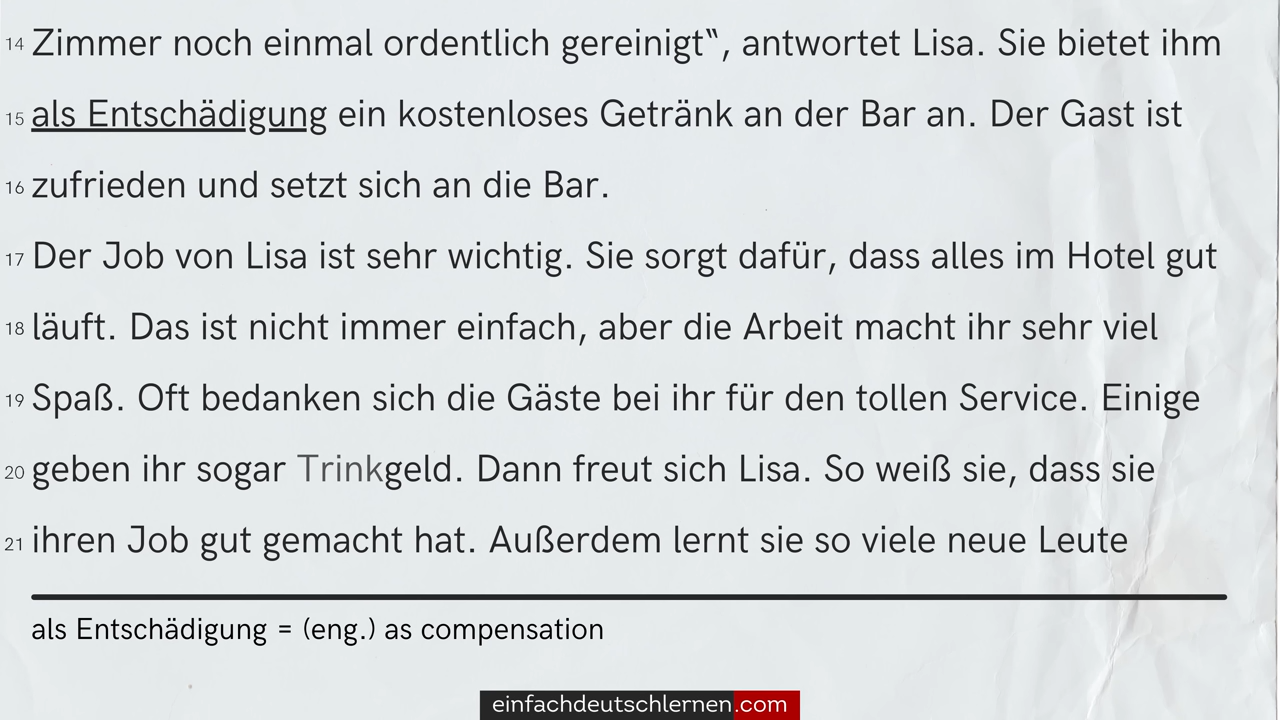 14 Zimmer noch einmal ordentlich gereinigt“, antwortet Lisa. Sie bietet ihm
15 als Entschädigung ein kostenloses Getränk an der Bar an. Der Gast ist
16 zufrieden und setzt sich an die Bar.
17 Der Job von Lisa ist sehr wichtig. Sie sorgt dafür, dass alles im Hotel gut
18 läuft. Das ist nicht immer einfach, aber die Arbeit macht ihr sehr viel
19 Spaß. Oft bedanken sich die Gäste bei ihr für den tollen Service. Einige
20 geben ihr sogar Trinkgeld. Dann freut sich Lisa. So weiß sie, dass sie
21 ihren Job gut gemacht hat. Außerdem lernt sie so viele neue Leute
als Entschädigung = (eng.) as compensation
einfachdeutschlernen.com